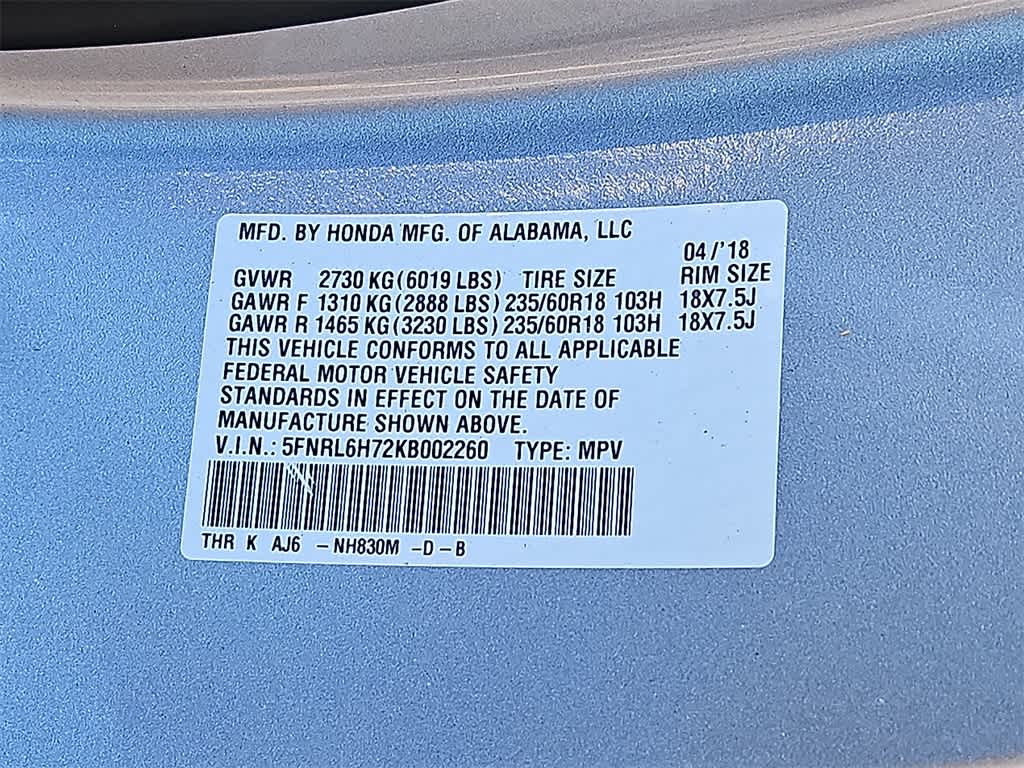 MFD. BY HONDA MFG. OF ALABAMA, LLC
04/'18
GVWR 2730 KG (6019 LBS) TIRE SIZE RIM SIZE
GAWR F 1310 KG (2888 LBS) 235/60R18 103H 18X7.5J
GAWR R 1465 KG (3230 LBS) 235/60R18 103H 18X7.5J
THIS VEHICLE CONFORMS TO ALL APPLICABLE
FEDERAL MOTOR VEHICLE SAFETY
STANDARDS IN EFFECT ON THE DATE OF
MANUFACTURE SHOWN ABOVE.
V.I.N.: 5FNRL6H72KB002260 TYPE: MPV
THR K AJ6 -NH830M -D-B